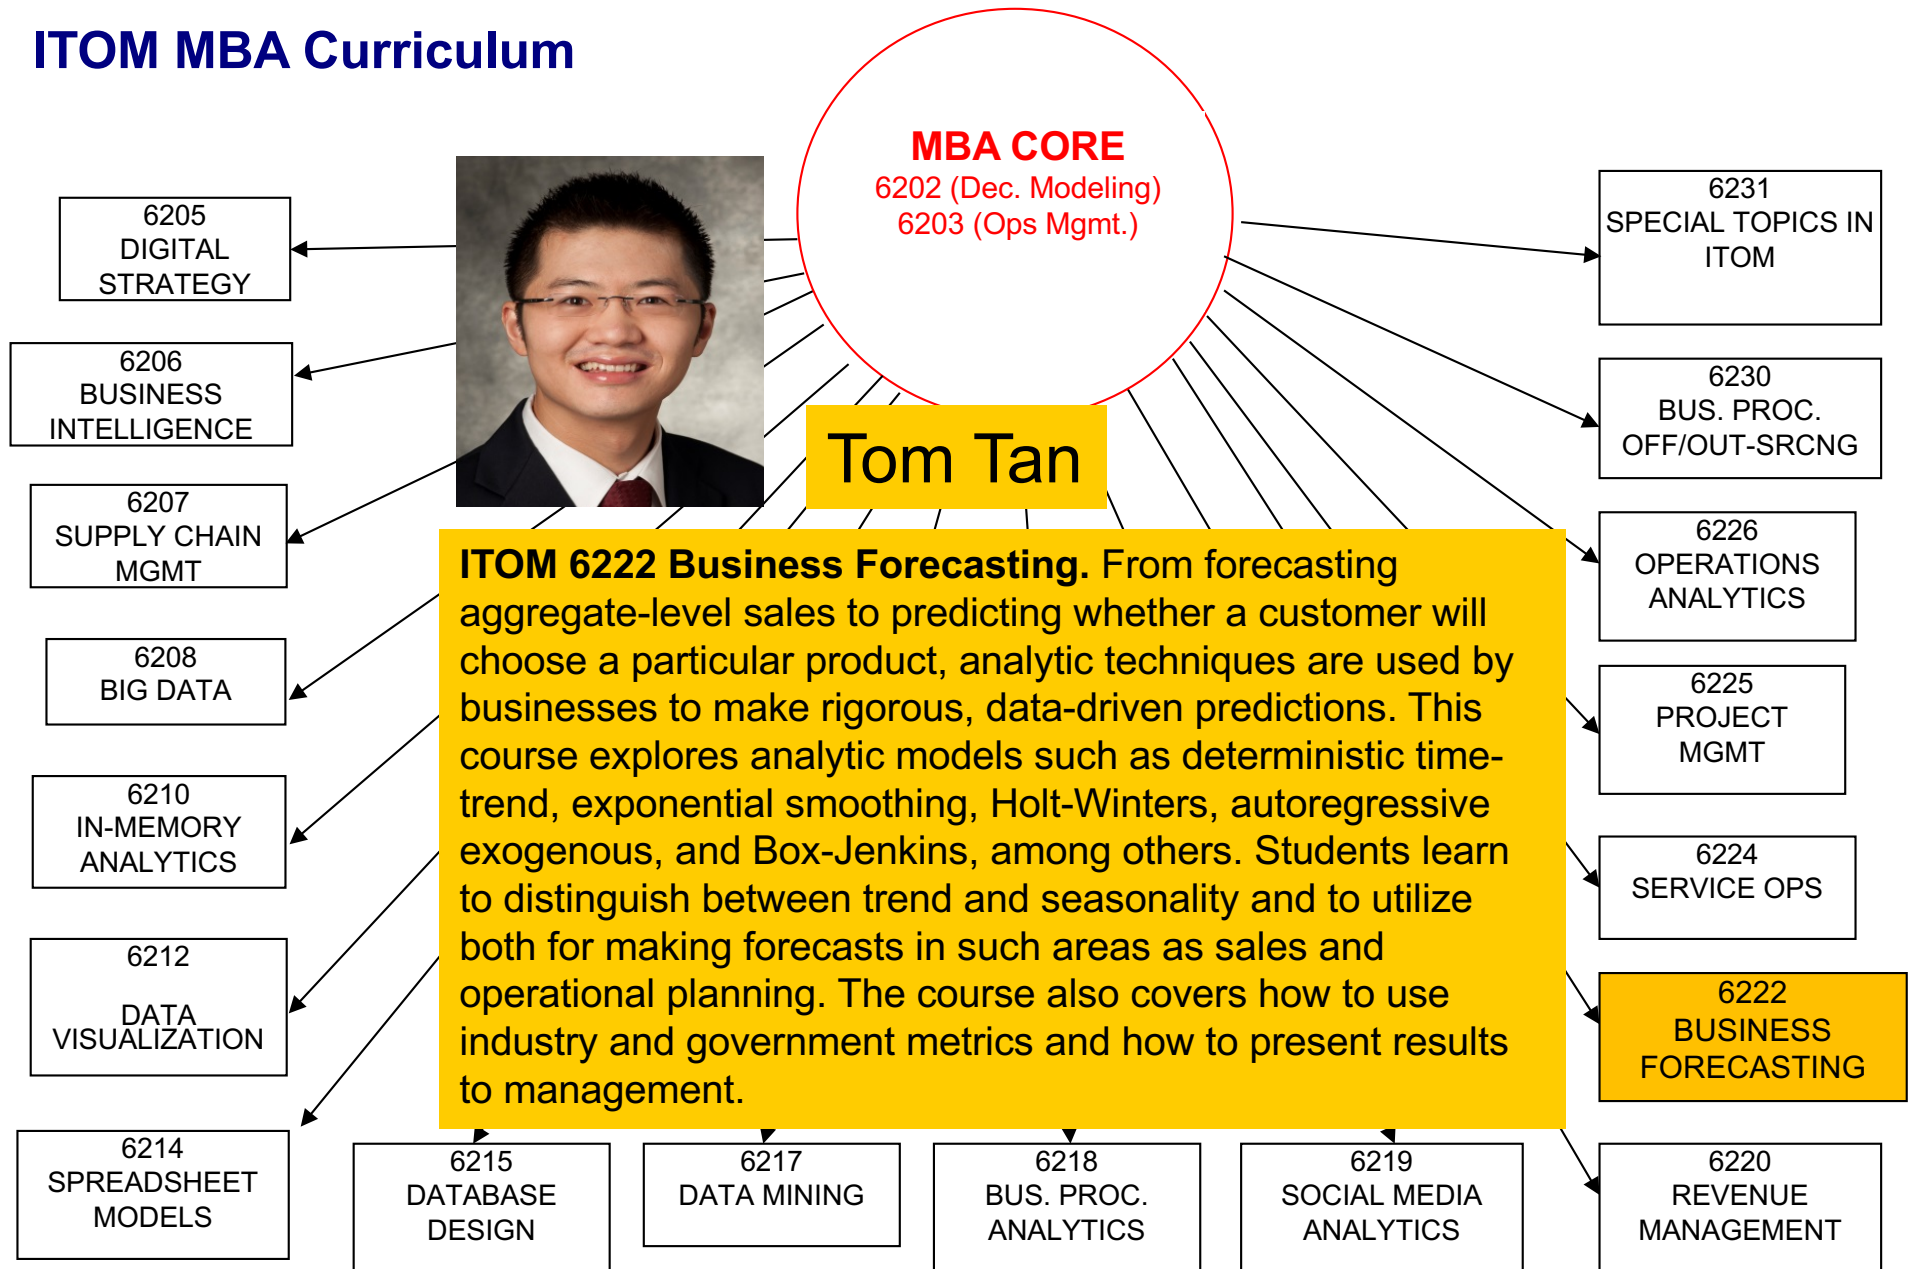 ITOM MBA Curriculum
MBA CORE
6202 (Dec. Modeling)
6203 (Ops Mgmt.)
6205
DIGITAL
STRATEGY
6206
BUSINESS
INTELLIGENCE
6207
SUPPLY CHAIN
MGMT
6208
BIG DATA
6210
IN-MEMORY
ANALYTICS
6212
DATA
VISUALIZATION
6214
SPREADSHEET
MODELS
Tom Tan
ITOM 6222 Business Forecasting. From forecasting
aggregate-level sales to predicting whether a customer will
choose a particular product, analytic techniques are used by
businesses to make rigorous, data-driven predictions. This
course explores analytic models such as deterministic time-
trend, exponential smoothing, Holt-Winters, autoregressive
exogenous, and Box-Jenkins, among others. Students learn
to distinguish between trend and seasonality and to utilize
both for making forecasts in such areas as sales and
operational planning. The course also covers how to use
industry and government metrics and how to present results
to management.
6215
DATABASE
DESIGN
6217
DATA MINING
6218
BUS. PROC.
ANALYTICS
6219
SOCIAL MEDIA
ANALYTICS
6231
SPECIAL TOPICS IN
ITOM
6230
BUS. PROC.
OFF/OUT-SRCNG
6226
OPERATIONS
ANALYTICS
6225
PROJECT
MGMT
6224
SERVICE OPS
6222
BUSINESS
FORECASTING
6220
REVENUE
MANAGEMENT